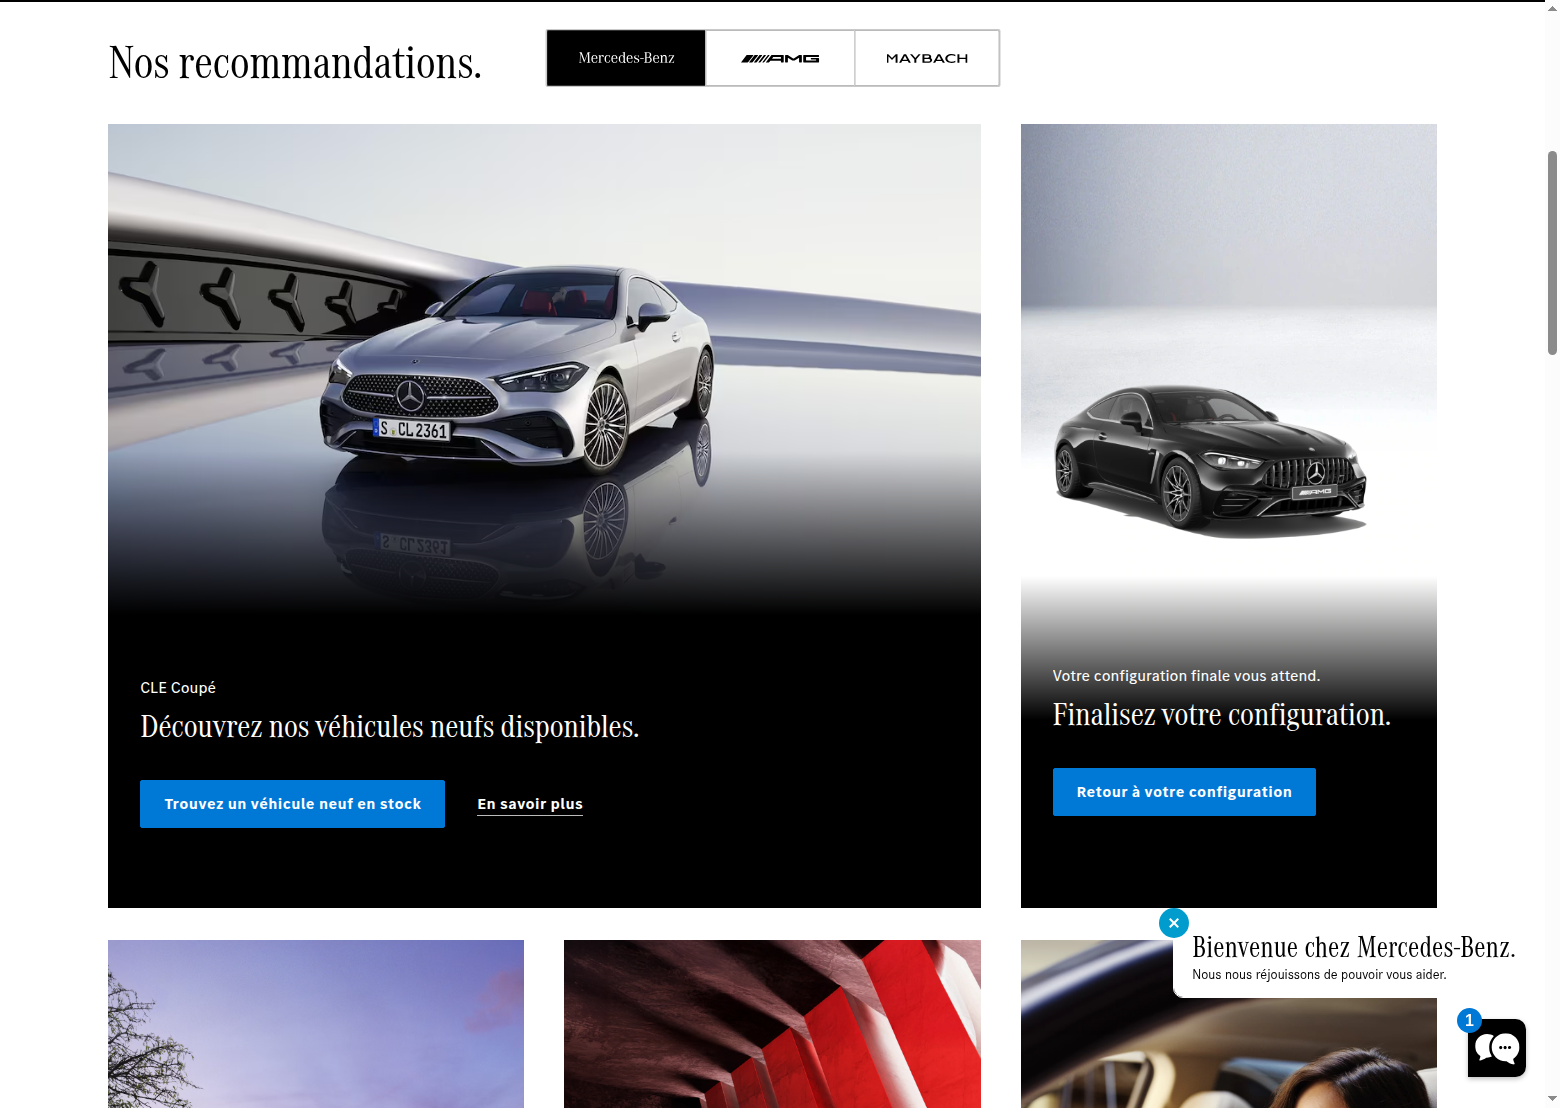 Nos recommandations.
Mercedes-Benz
AMG
MAYBACH
S CL 2361
AMG
CLE Coupé
Découvrez nos véhicules neufs disponibles.
Trouvez un véhicule neuf en stock
En savoir plus
Votre configuration finale vous attend.
Finalisez votre configuration.
Retour à votre configuration
Bienvenue chez Mercedes-Benz.
Nous nous réjouissons de pouvoir vous aider.
1